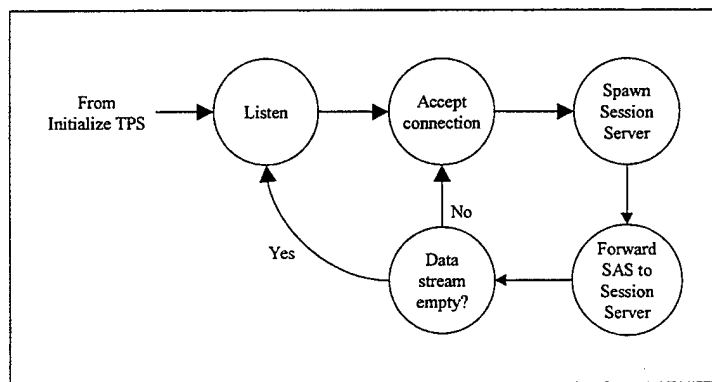 From
Initialize TPS
Listen
Accept
connection
Spawn
Session
Server
No
Yes
Data
stream
empty?
Forward
SAS to
Session
Server